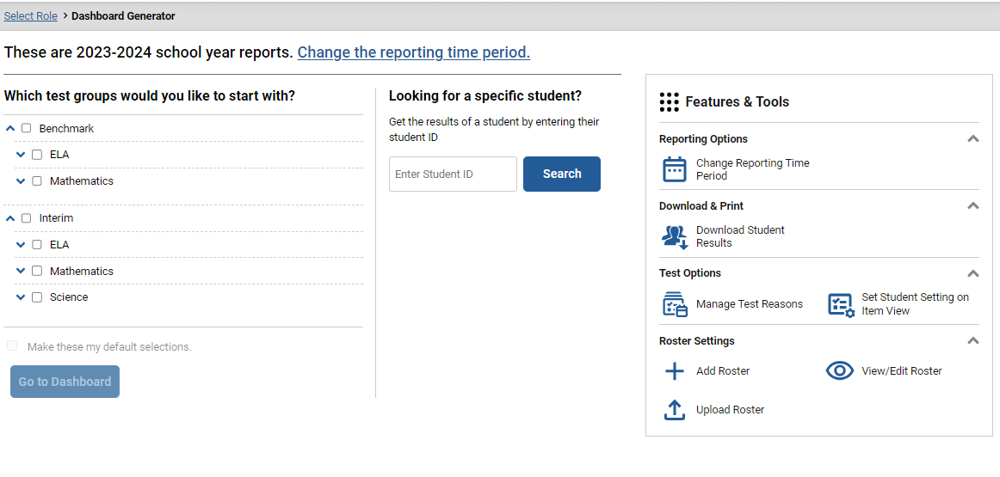 Select Role > Dashboard Generator
These are 2023-2024 school year reports. Change the reporting time period.
Which test groups would you like to start with?
Benchmark
ELA
Mathematics
Interim
ELA
Mathematics
Science
Make these my default selections.
Go to Dashboard
Looking for a specific student?
Get the results of a student by entering their
student ID
Enter Student ID
Search
Features & Tools
Reporting Options
Change Reporting Time
Period
Download & Print
Download Student
Results
Test Options
Manage Test Reasons
Set Student Setting on
Item View
Roster Settings
Add Roster
View/Edit Roster
Upload Roster